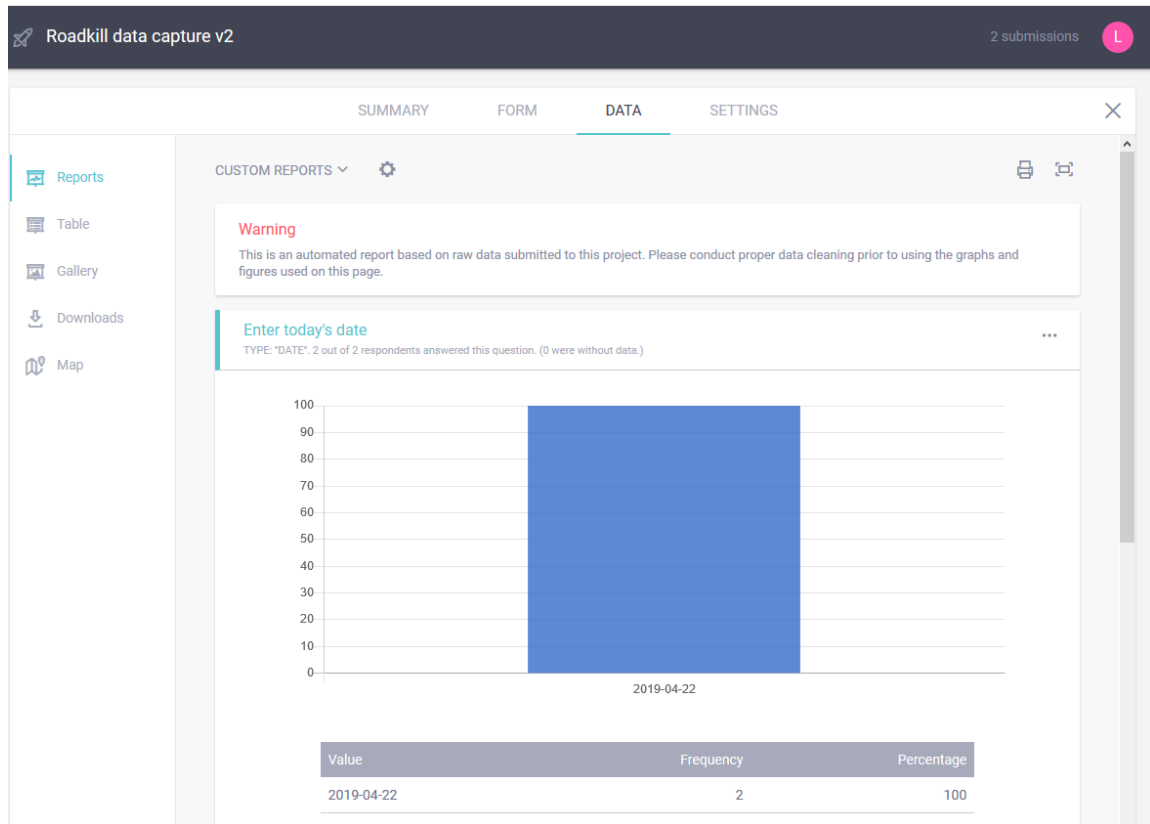 Roadkill data capture v2
2 submissions
L
SUMMARY
FORM
DATA
SETTINGS
Reports
Table
Gallery
Downloads
Map
CUSTOM REPORTS
Warning
This is an automated report based on raw data submitted to this project. Please conduct proper data cleaning prior to using the graphs and
figures used on this page.
Enter today's date
TYPE: "DATE". 2 out of 2 respondents answered this question. (0 were without data.)
100
90
80
70
60
50
40
30
20
10
0
2019-04-22
Value Frequency Percentage
2019-04-22 2 100